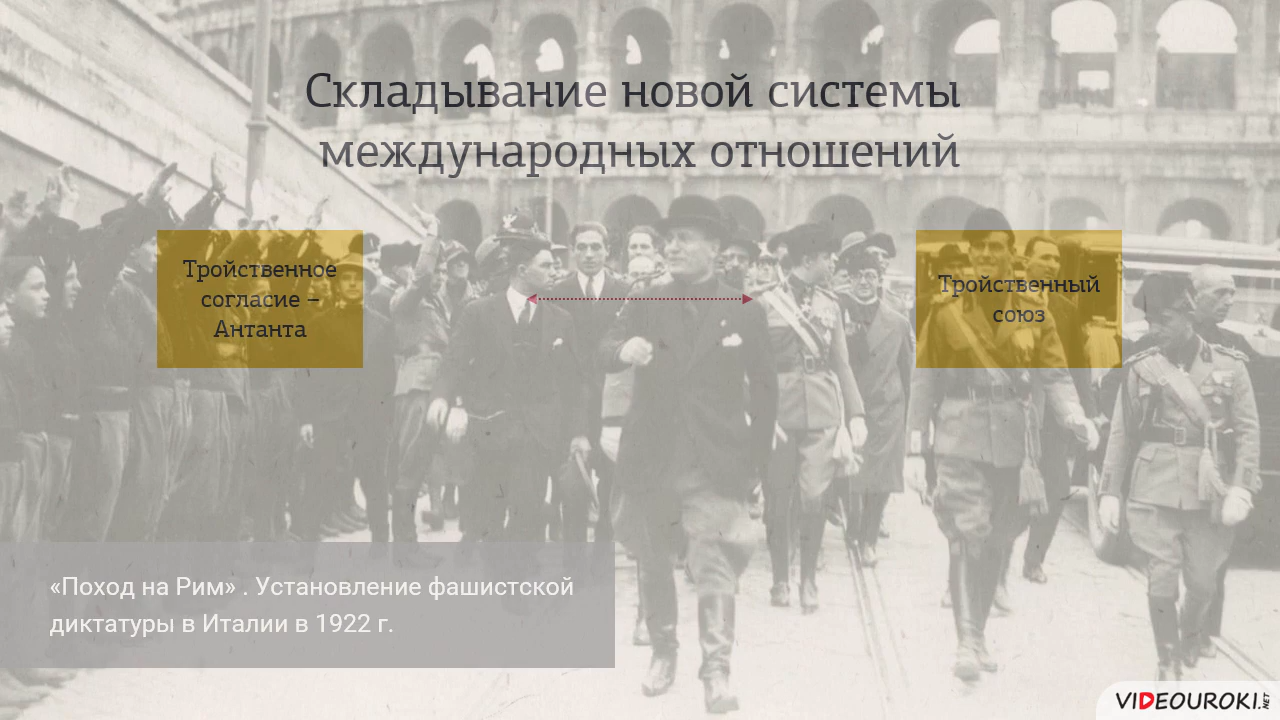 Складывание новой системы
международных отношений
Тройственное
согласие –
Антанта
Тройственный
союз
«Поход на Рим» . Установление фашистской
диктатуры в Италии в 1922 г.
VIDEOUROKI.NET